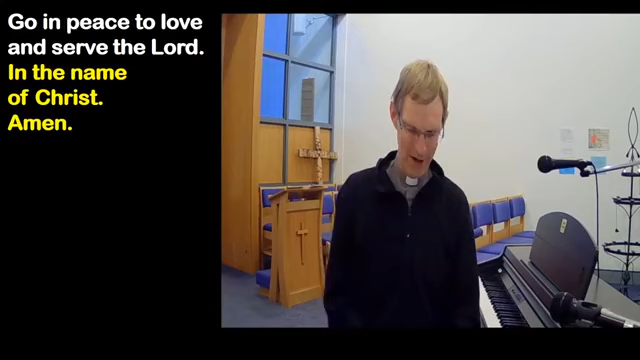 Go in peace to love
and serve the Lord.
In the name
of Christ.
Amen.